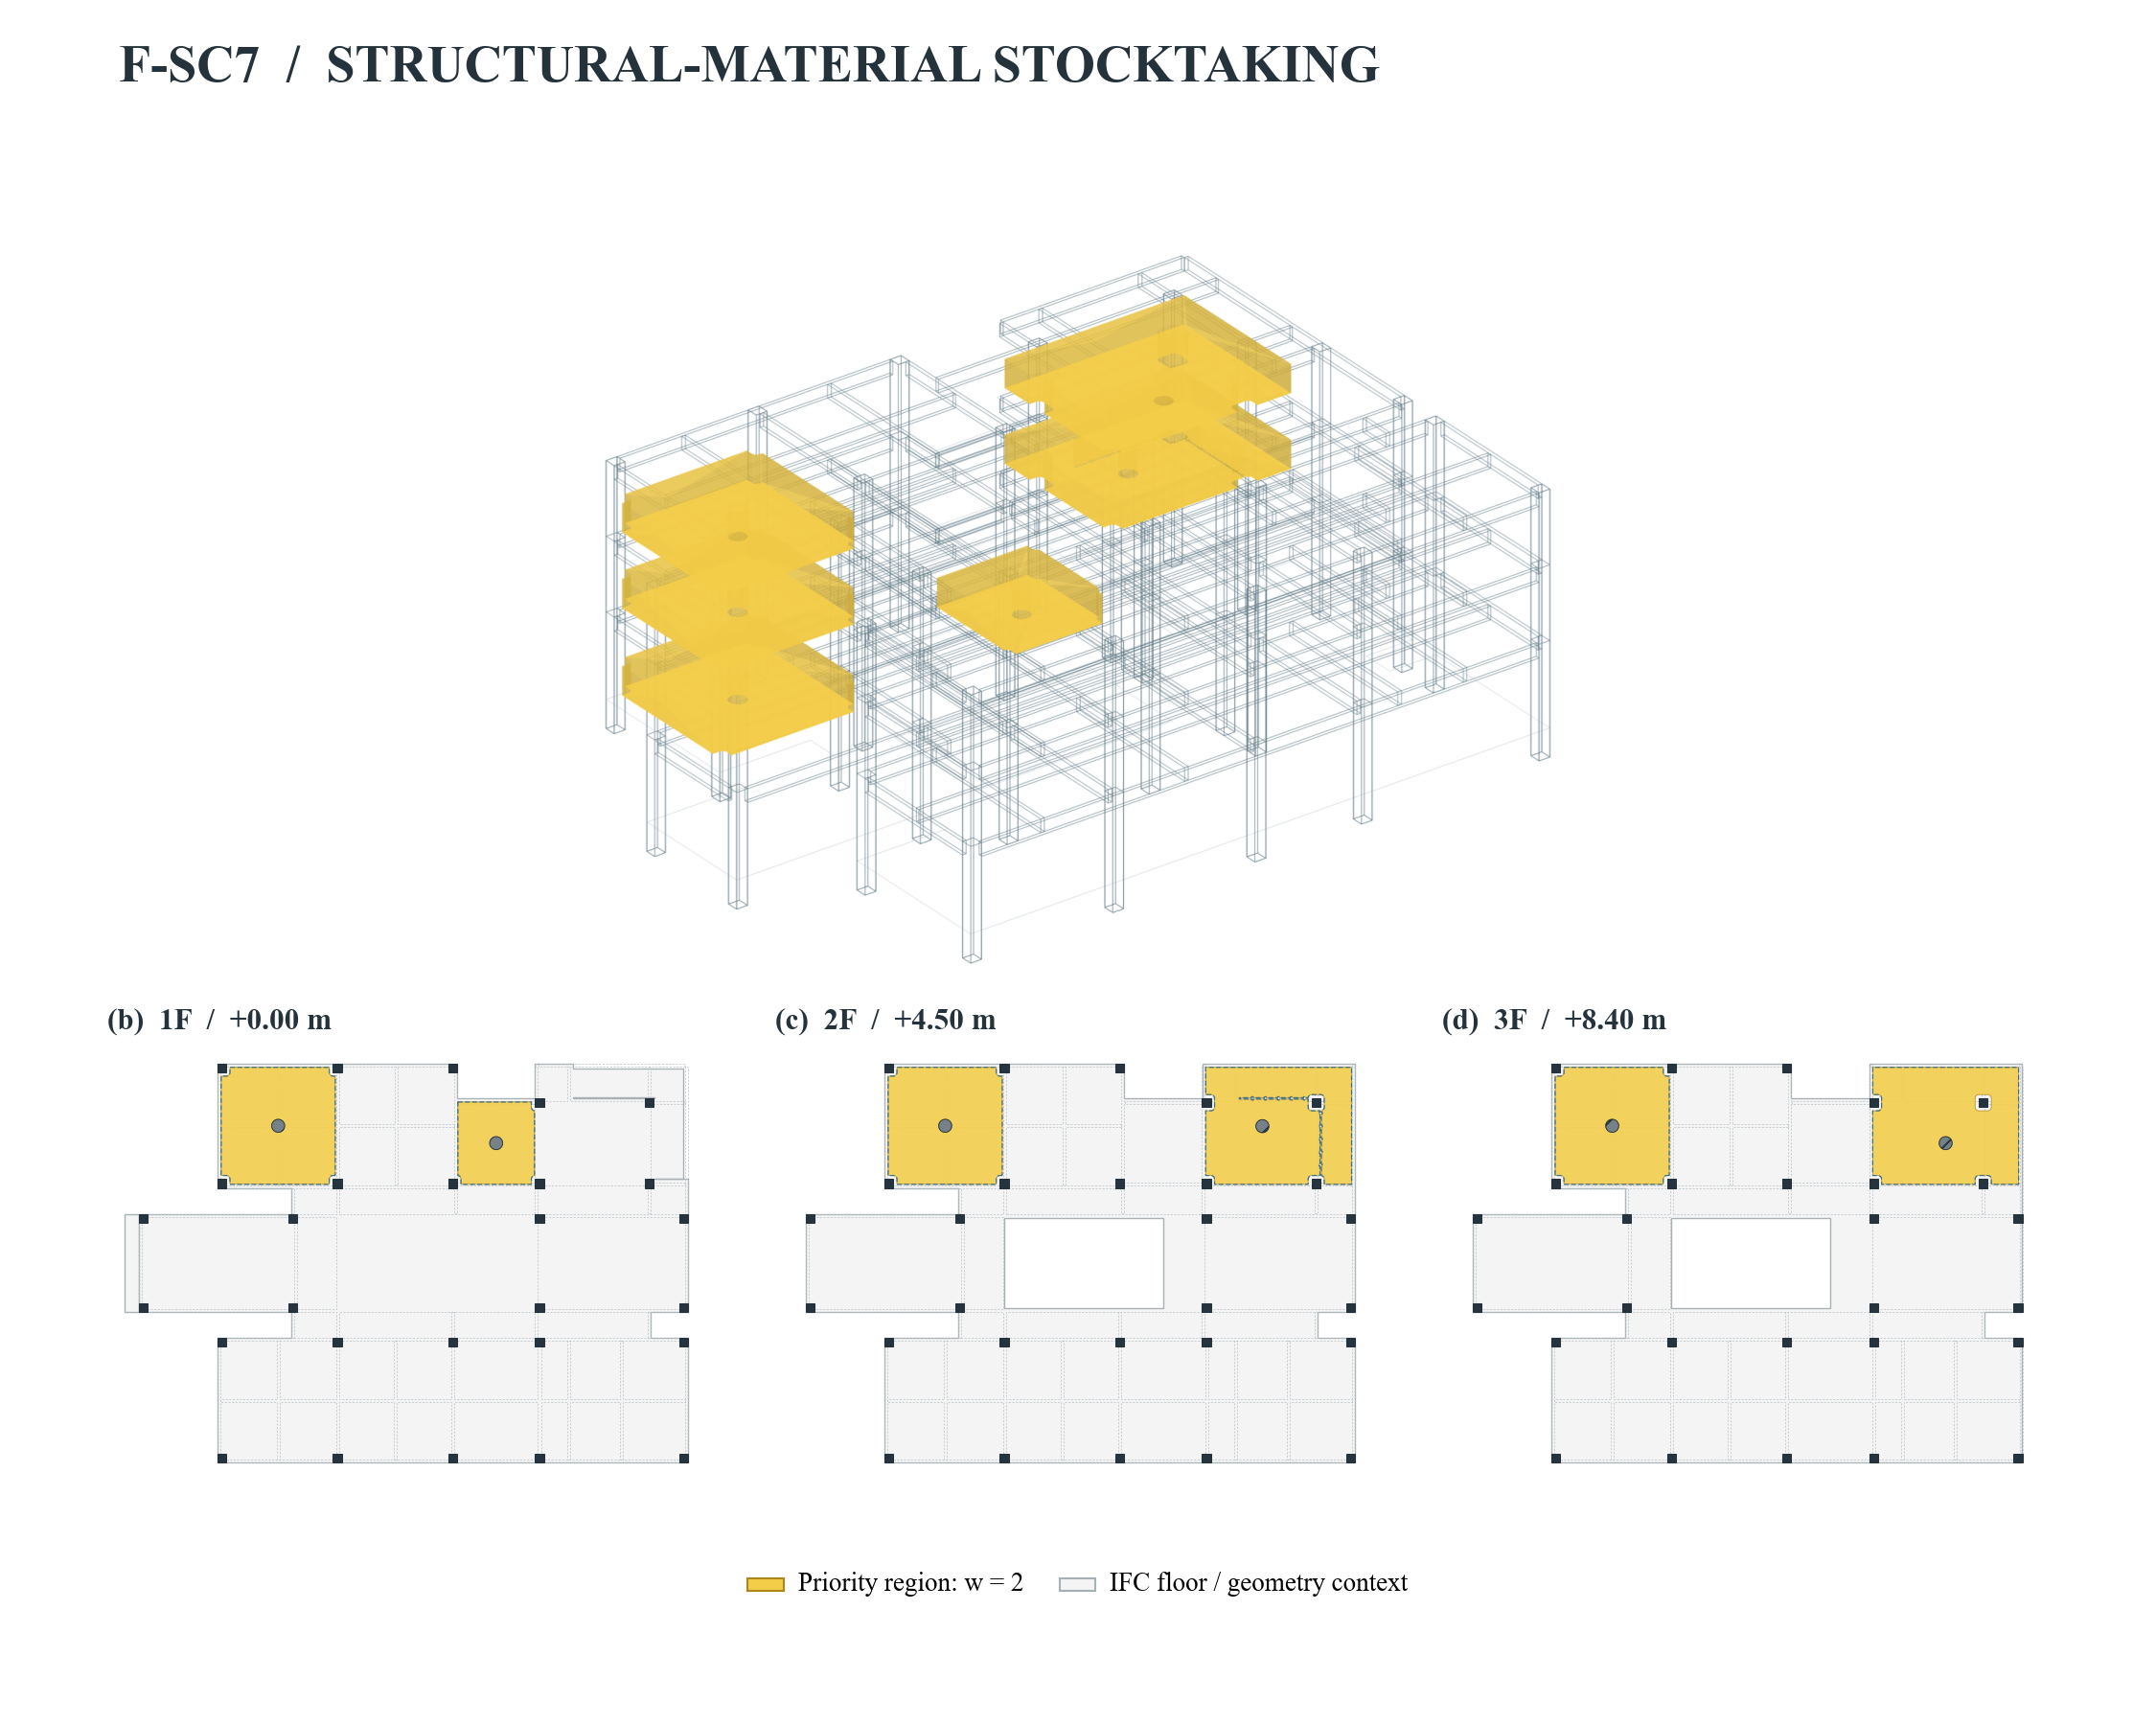 F-SC7 / STRUCTURAL-MATERIAL STOCKTAKING
(b) 1F / +0.00 m
(c) 2F / +4.50 m
(d) 3F / +8.40 m
Priority region: w = 2
IFC floor / geometry context